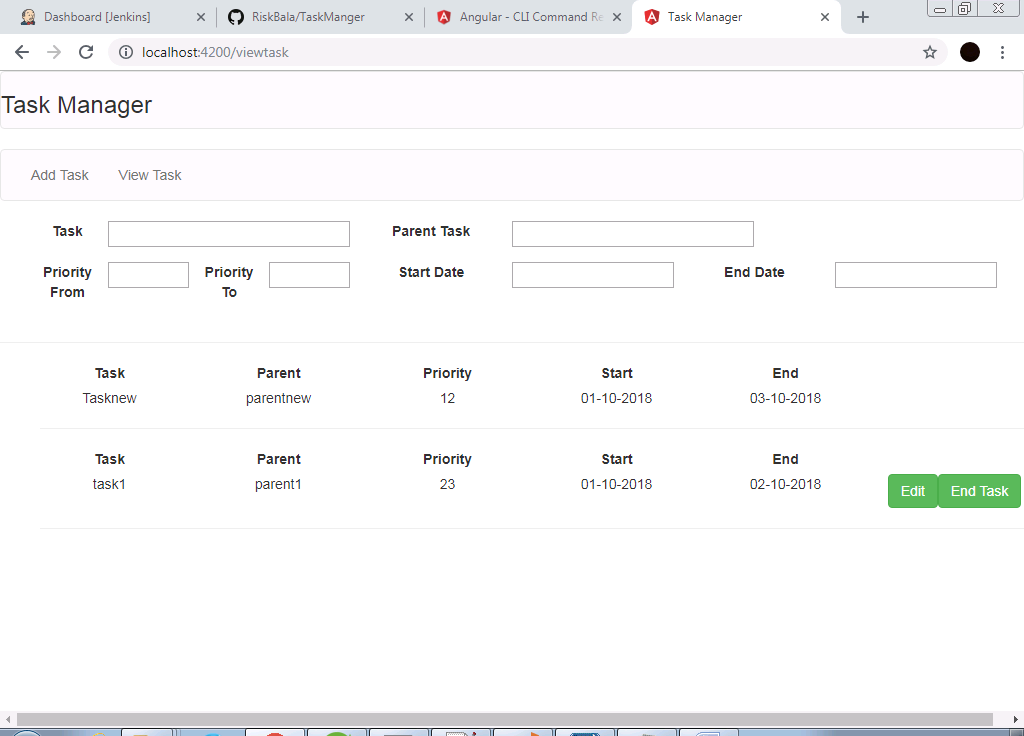 Dashboard [Jenkins]
RiskBala/TaskManger
Angular - CLI Command Re
Task Manager
localhost:4200/viewtask
Task Manager
Add Task View Task
Task Parent Task
Priority From Priority To Start Date End Date
Task Parent Priority Start End
Tasknew parentnew 12 01-10-2018 03-10-2018
Task Parent Priority Start End
task1 parent1 23 01-10-2018 02-10-2018 Edit End Task